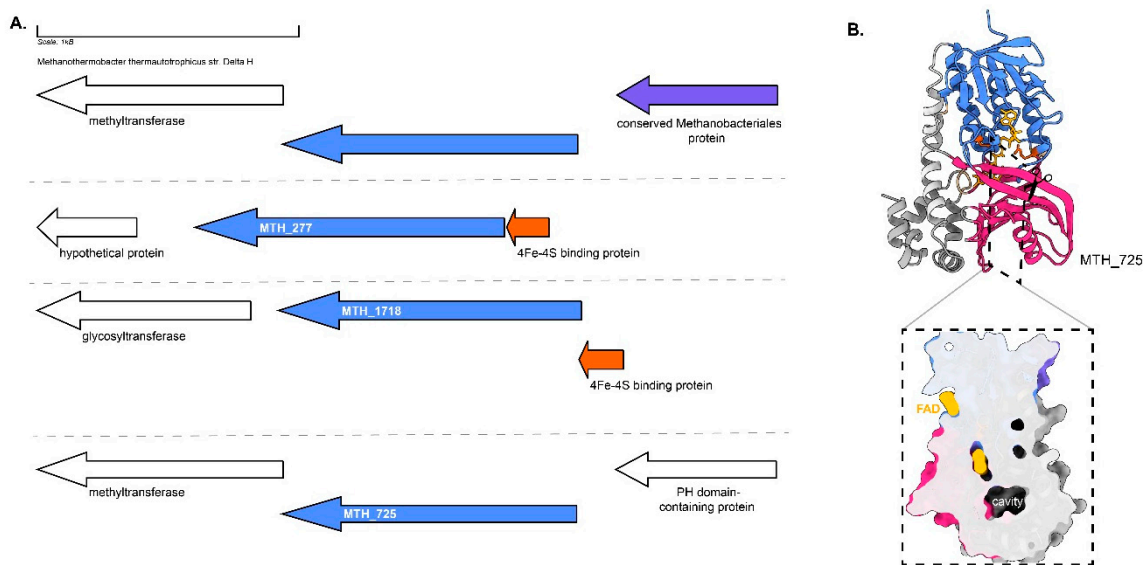 A.
Scale: 1kB
Methanothermobacter thermautotrophicus str. Delta H
methyltransferase
conserved Methanobacteriales
protein
MTH_277
hypothetical protein
4Fe-4S binding protein
MTH_1718
glycosyltransferase
4Fe-4S binding protein
methyltransferase
PH domain-
containing protein
MTH_725
B.
MTH_725
FAD
cavity